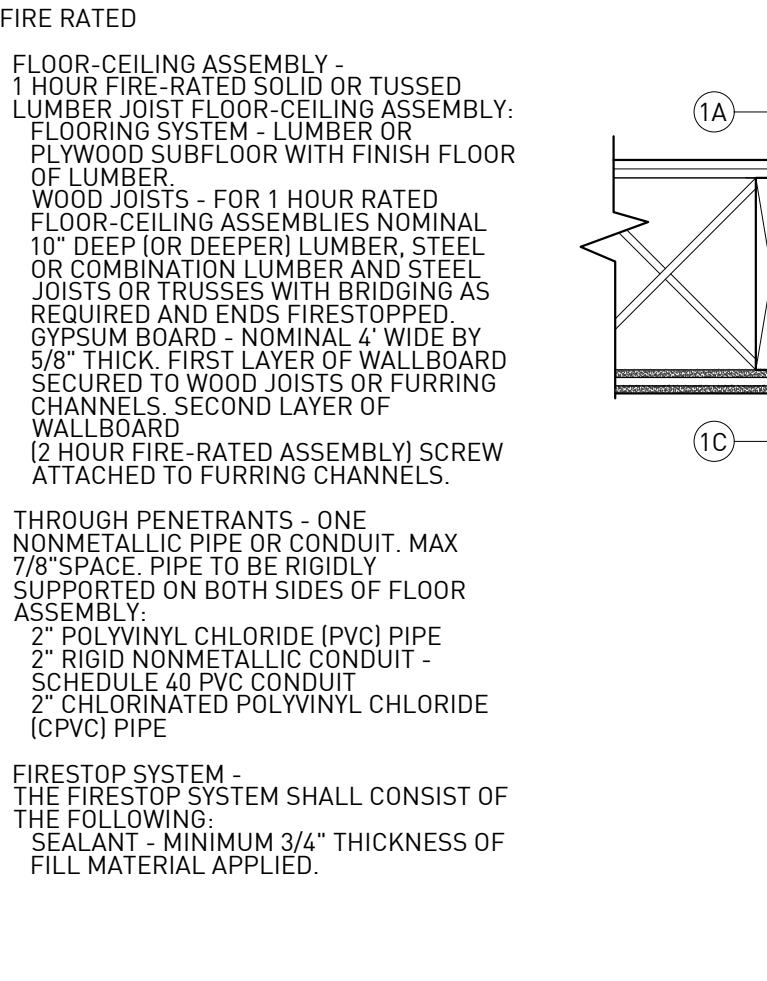 FIRE RATED
FLOOR-CEILING ASSEMBLY -
1 HOUR FIRE-RATED SOLID OR TUSSED
LUMBER JOIST FLOOR-CEILING ASSEMBLY:
FLOORING SYSTEM - LUMBER OR
PLYWOOD SUBFLOOR WITH FINISH FLOOR
OF LUMBER.
WOOD JOISTS - FOR 1 HOUR RATED
FLOOR-CEILING ASSEMBLIES NOMINAL
10" DEEP (OR DEEPER) LUMBER, STEEL
OR COMBINATION LUMBER AND STEEL
JOISTS OR TRUSSES WITH BRIDGING AS
REQUIRED AND ENDS FIRESTOPPED.
GYPSUM BOARD - NOMINAL 4' WIDE BY
5/8" THICK. FIRST LAYER OF WALLBOARD
SECURED TO WOOD JOISTS OR FURRING
CHANNELS. SECOND LAYER OF
WALLBOARD
(2 HOUR FIRE-RATED ASSEMBLY) SCREW
ATTACHED TO FURRING CHANNELS.
THROUGH PENETRANTS - ONE
NONMETALLIC PIPE OR CONDUIT. MAX
7/8"SPACE. PIPE TO BE RIGIDLY
SUPPORTED ON BOTH SIDES OF FLOOR
ASSEMBLY:
2" POLYVINYL CHLORIDE (PVC) PIPE
2" RIGID NONMETALLIC CONDUIT -
SCHEDULE 40 PVC CONDUIT
2" CHLORINATED POLYVINYL CHLORIDE
(CPVC) PIPE
FIRESTOP SYSTEM -
THE FIRESTOP SYSTEM SHALL CONSIST OF
THE FOLLOWING:
SEALANT - MINIMUM 3/4" THICKNESS OF
FILL MATERIAL APPLIED.
1A
1C